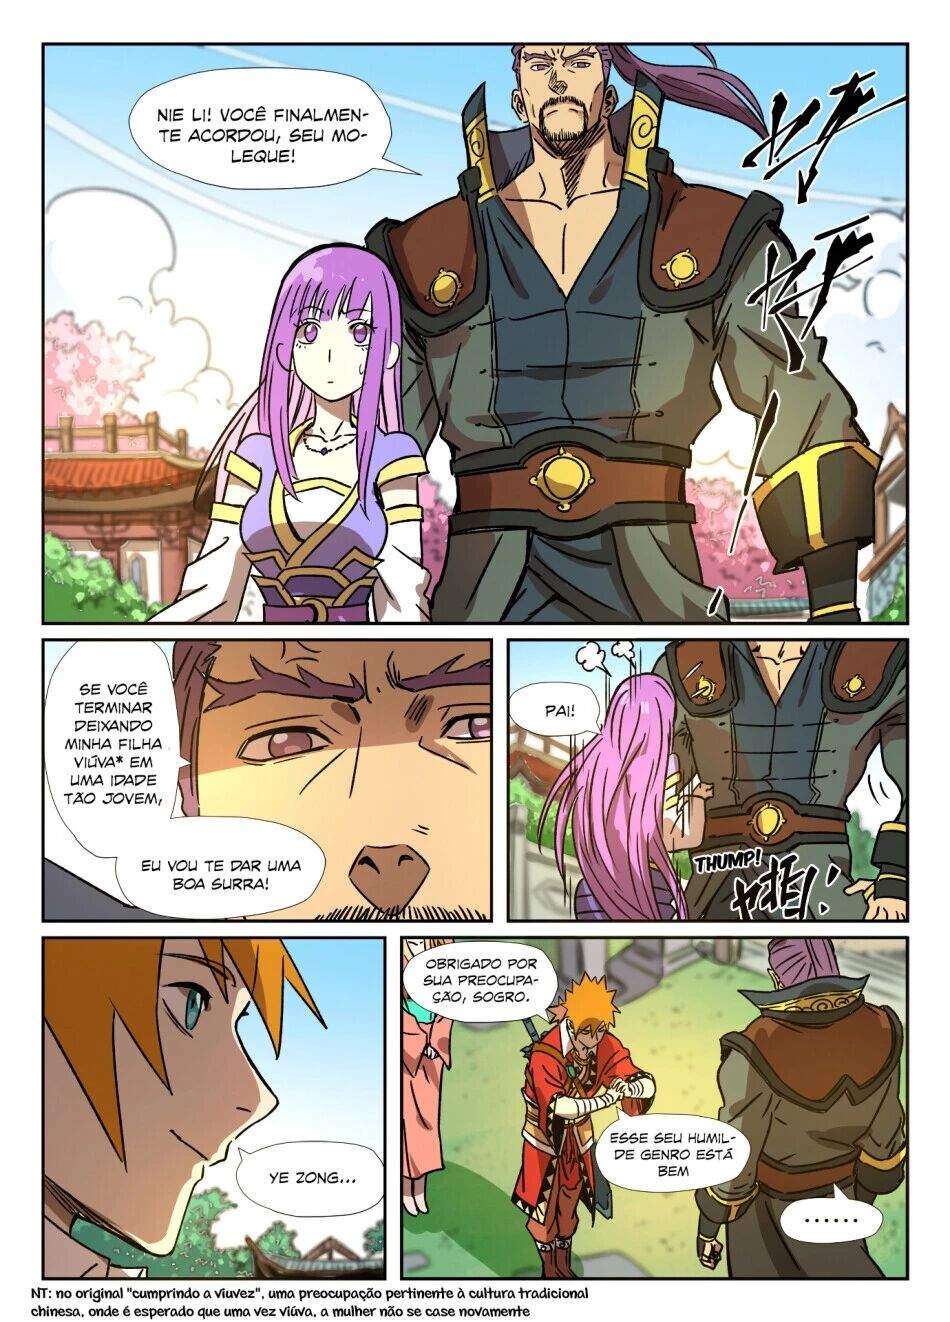 NIE LI! VOCÊ FINALMEN-
TE ACORDOU, SEU MO-
LEQUE!
SE VOCÊ
TERMINAR
DEIXANDO
MINHA FILHA
VIÚVA* EM
UMA IDADE
TÃO JOVEM,
EU VOU TE DAR UMA
BOA SURRA!
PAI!
THUMP!
YE ZONG...
OBRIGADO POR
SUA PREOCUPA-
ÇÃO, SOGRO.
ESSE SEU HUMIL-
DE GENRO ESTÁ
BEM
......
NT: no original "cumprindo a viuvez", uma preocupação pertinente à cultura tradicional
chinesa, onde é esperado que uma vez viúva, a mulher não se case novamente